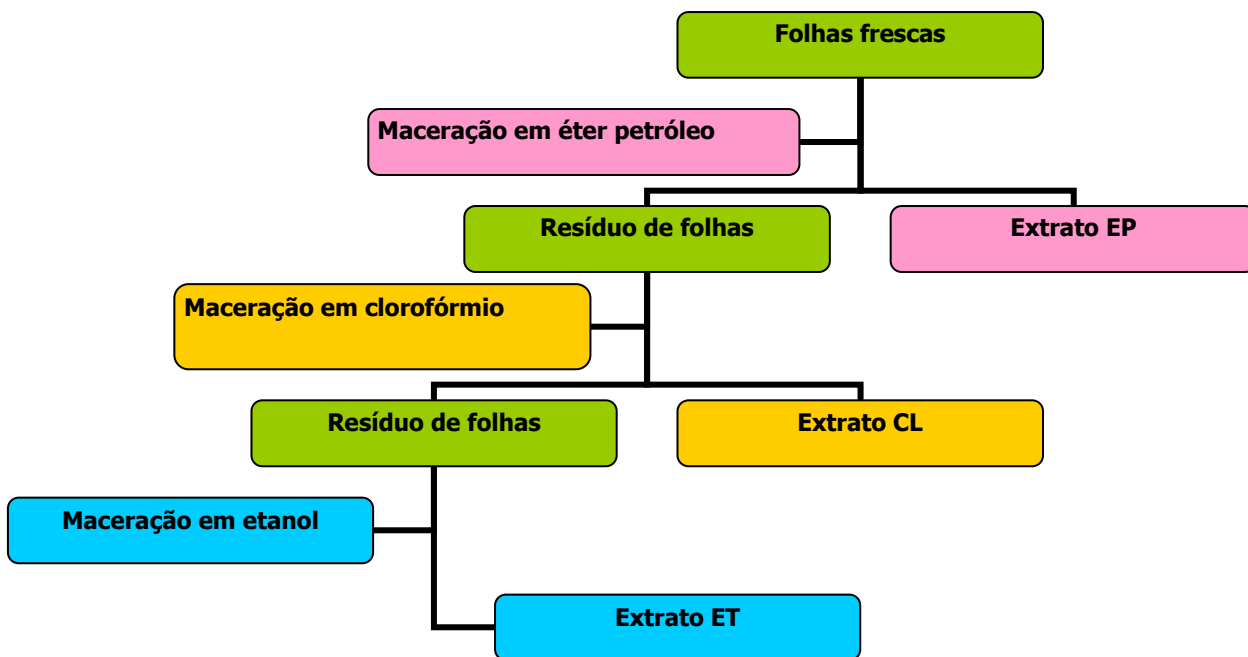 Folhas frescas
Maceração em éter petróleo
Resíduo de folhas
Extrato EP
Maceração em clorofórmio
Resíduo de folhas
Extrato CL
Maceração em etanol
Extrato ET